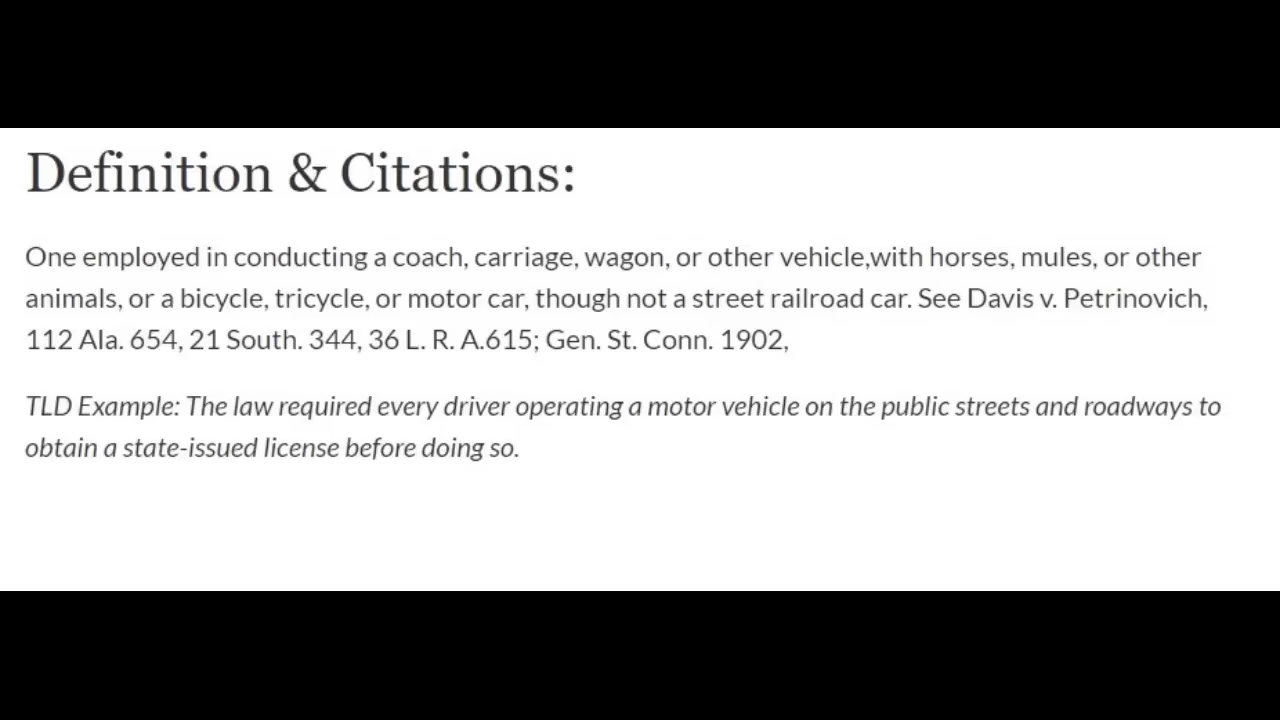 Definition & Citations:
One employed in conducting a coach, carriage, wagon, or other vehicle,with horses, mules, or other
animals, or a bicycle, tricycle, or motor car, though not a street railroad car. See Davis v. Petrinovich,
112 Ala. 654, 21 South. 344, 36 L. R. A.615; Gen. St. Conn. 1902,
TLD Example: The law required every driver operating a motor vehicle on the public streets and roadways to
obtain a state-issued license before doing so.